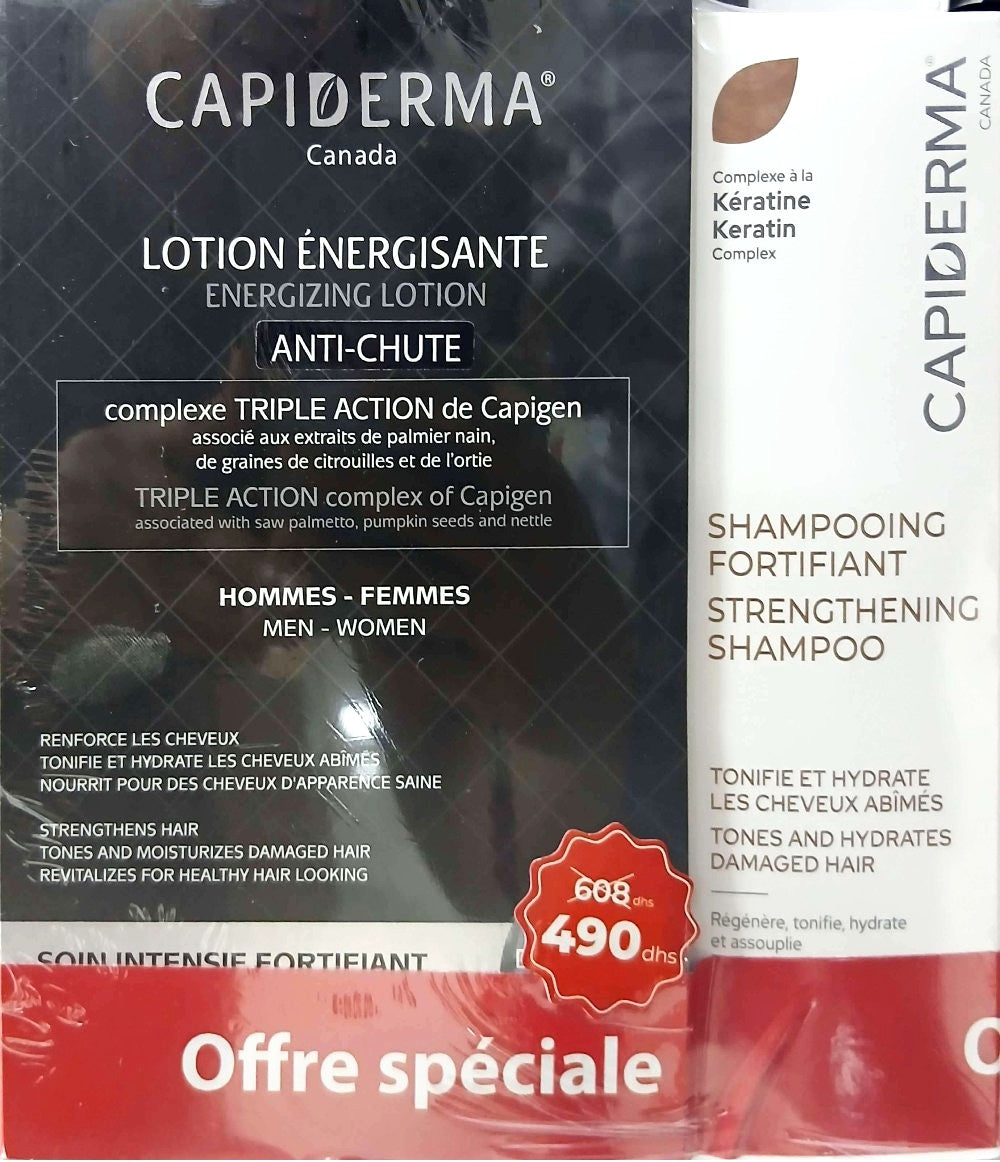 CAPIDERMA®
Canada
LOTION ÉNERGISANTE
ENERGIZING LOTION
ANTI-CHUTE
complexe TRIPLE ACTION de Capigen
associé aux extraits de palmier nain,
de graines de citrouilles et de l'ortie
TRIPLE ACTION complex of Capigen
associated with saw palmetto, pumpkin seeds and nettle
HOMMES - FEMMES
MEN - WOMEN
RENFORCE LES CHEVEUX
TONIFIE ET HYDRATE LES CHEVEUX ABÎMÉS
NOURRIT POUR DES CHEVEUX D'APPARENCE SAINE
STRENGTHENS HAIR
TONES AND MOISTURIZES DAMAGED HAIR
REVITALIZES FOR HEALTHY HAIR LOOKING
SOIN INTENSIF FORTIFIANT
608 dhs
490 dhs
Offre spéciale
Complexe à la
Kératine
Keratin
Complex
CAPIDERMA®
CANADA
SHAMPOOING
FORTIFIANT
STRENGTHENING
SHAMPOO
TONIFIE ET HYDRATE
LES CHEVEUX ABÎMÉS
TONES AND HYDRATES
DAMAGED HAIR
Régénère, tonifie, hydrate
et assouplie
O